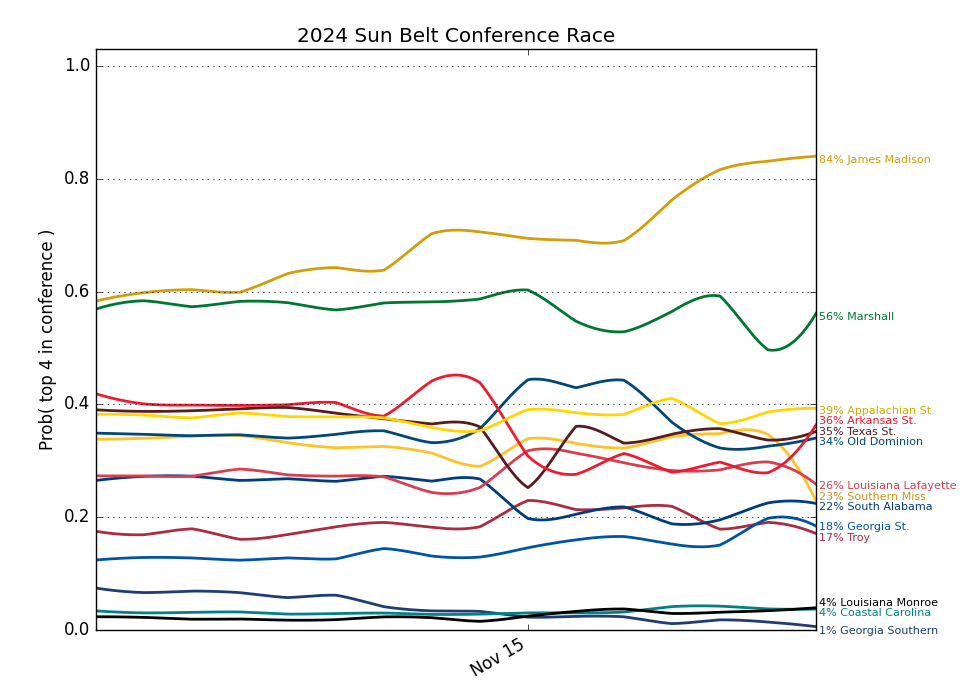 2024 Sun Belt Conference Race
Prob( top 4 in conference )
1.0
0.8
0.6
0.4
0.2
0.0
Nov 15
84% James Madison
56% Marshall
39% Appalachian St.
36% Arkansas St.
35% Texas St.
34% Old Dominion
26% Louisiana Lafayette
23% Southern Miss
22% South Alabama
18% Georgia St.
17% Troy
4% Louisiana Monroe
4% Coastal Carolina
1% Georgia Southern